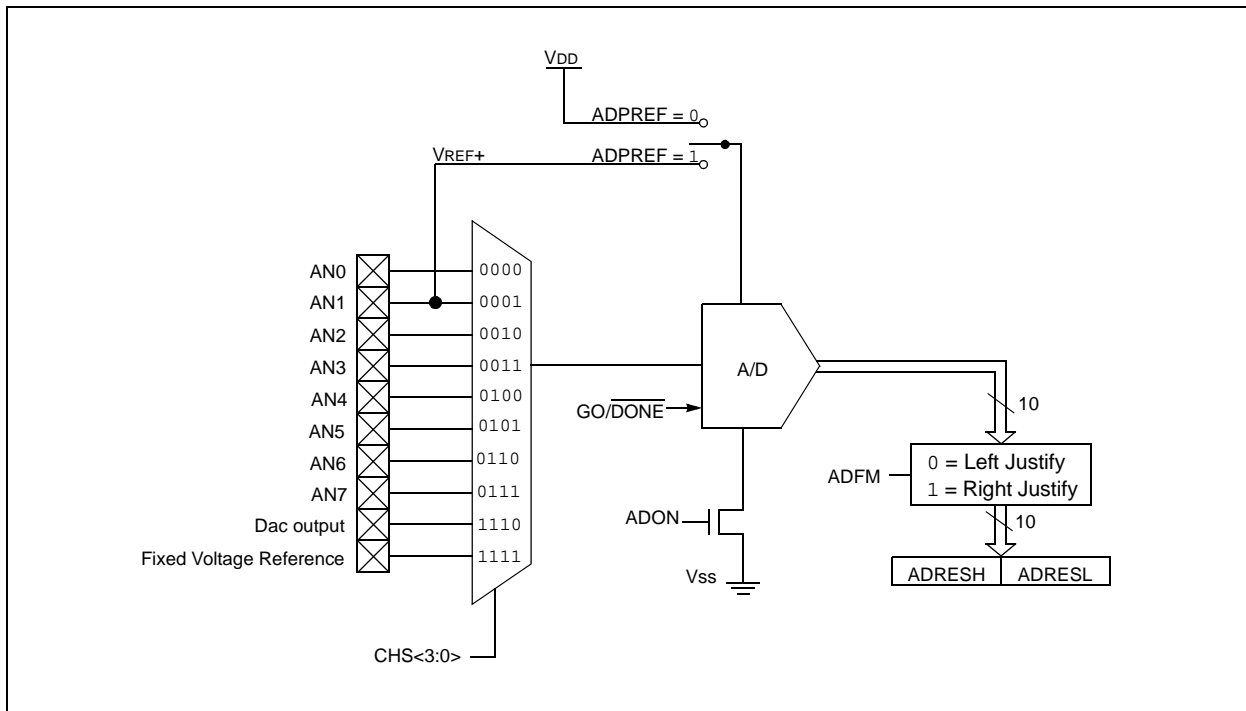 VDD
ADPREF = 0
VREF+
ADPREF = 1
AN0
AN1
AN2
AN3
AN4
AN5
AN6
AN7
Dac output
Fixed Voltage Reference
0000
0001
0010
0011
0100
0101
0110
0111
1110
1111
CHS<3:0>
A/D
GO/DONE
ADON
Vss
10
ADFM
0 = Left Justify
1 = Right Justify
10
ADRESH ADRESL